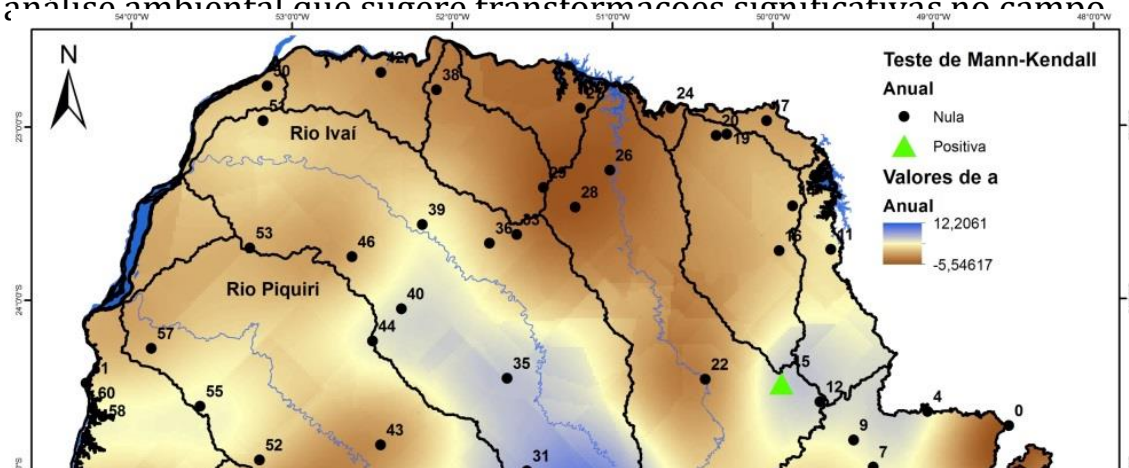 análise ambiental que sugere transformações significativas no campo
54°0'0"W 53°0'0"W 52°0'0"W 51°0'0"W 50°0'0"W 49°0'0"W 48°0'0"W
N
Teste de Mann-Kendall
Anual
Nula
Positiva
Valores de a
Anual
12,2061
-5,54617
23°0'0"S
24°0'0"S
Rio Ivaí
Rio Piquiri
50
42
38
51
24
17
20
19
26
29
28
39
36
33
53
46
16
11
40
44
57
35
22
15
12
4
0
60
58
55
52
43
31
9
7